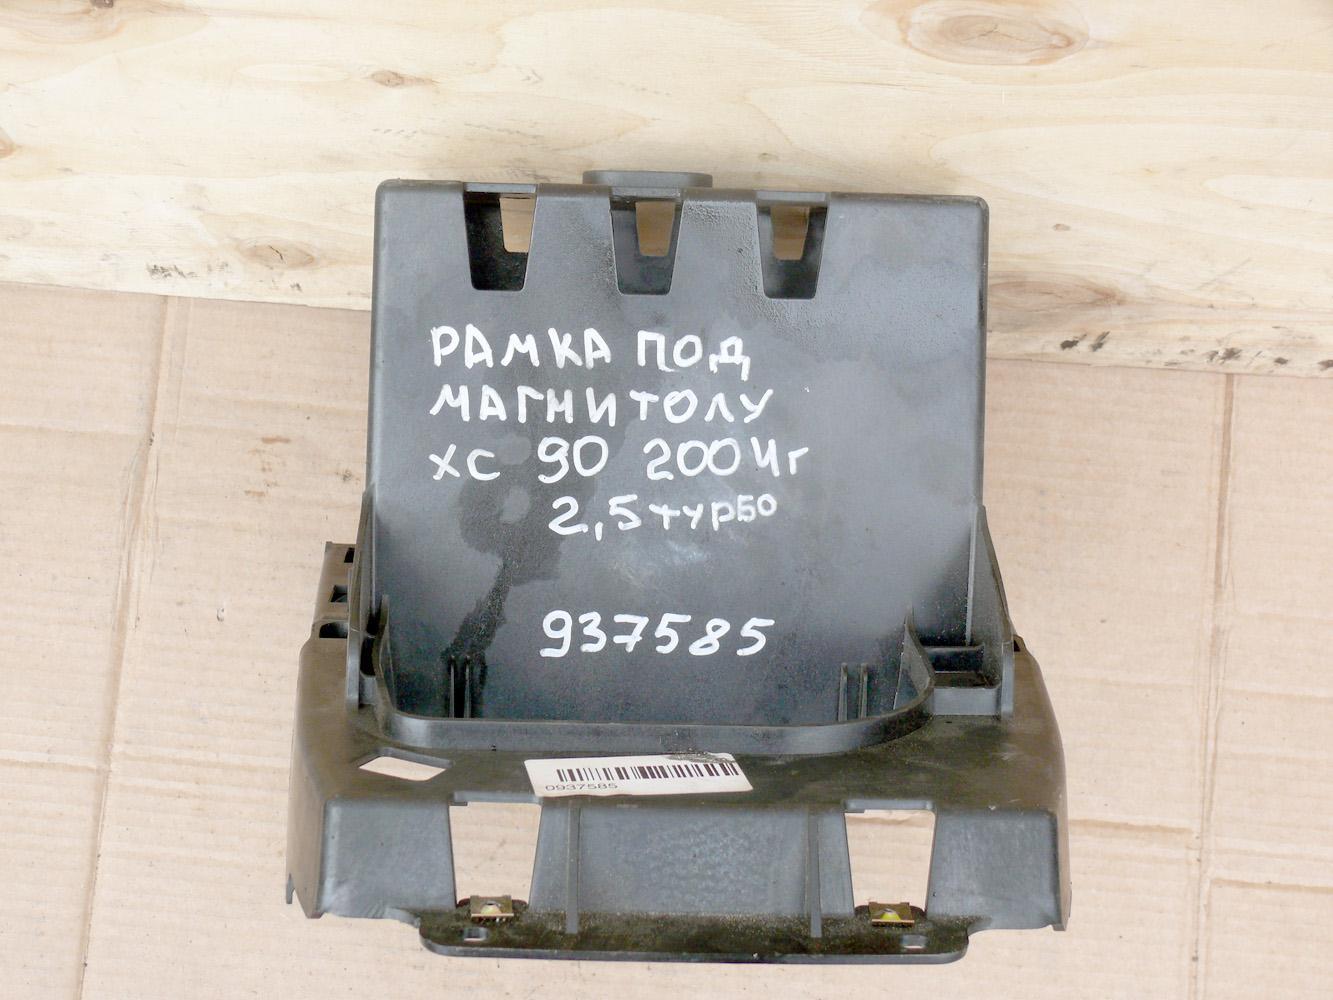 РАМКА ПОД
МАГНИТОЛУ
ХС 90 2004г
2,5 турбо
937585
0937585